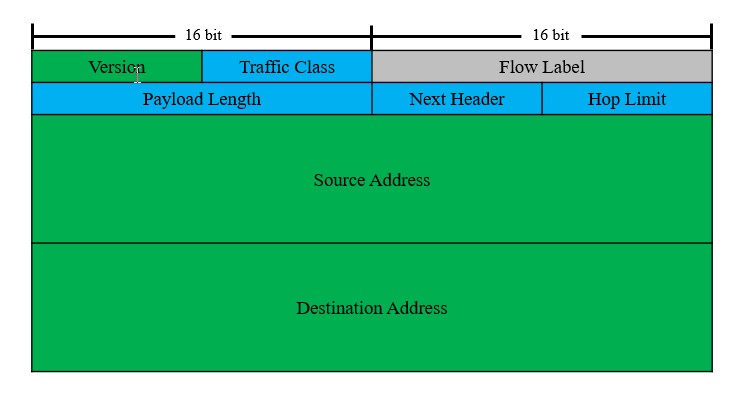 16 bit 16 bit
Version Traffic Class Flow Label
Payload Length Next Header Hop Limit
Source Address
Destination Address